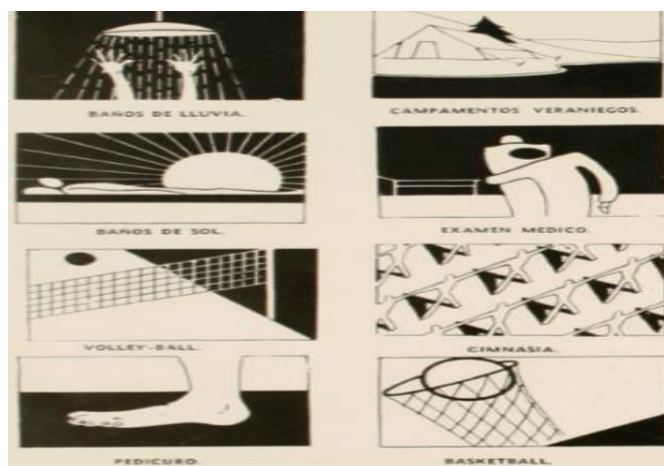 BAÑOS DE LLUVIA.
CAMPAMENTOS VERANIEGOS.
BAÑOS DE SOL.
EXAMEN MEDICO.
VOLLEY-BALL.
GIMNASIA.
PEDICURO.
BASKETBALL.